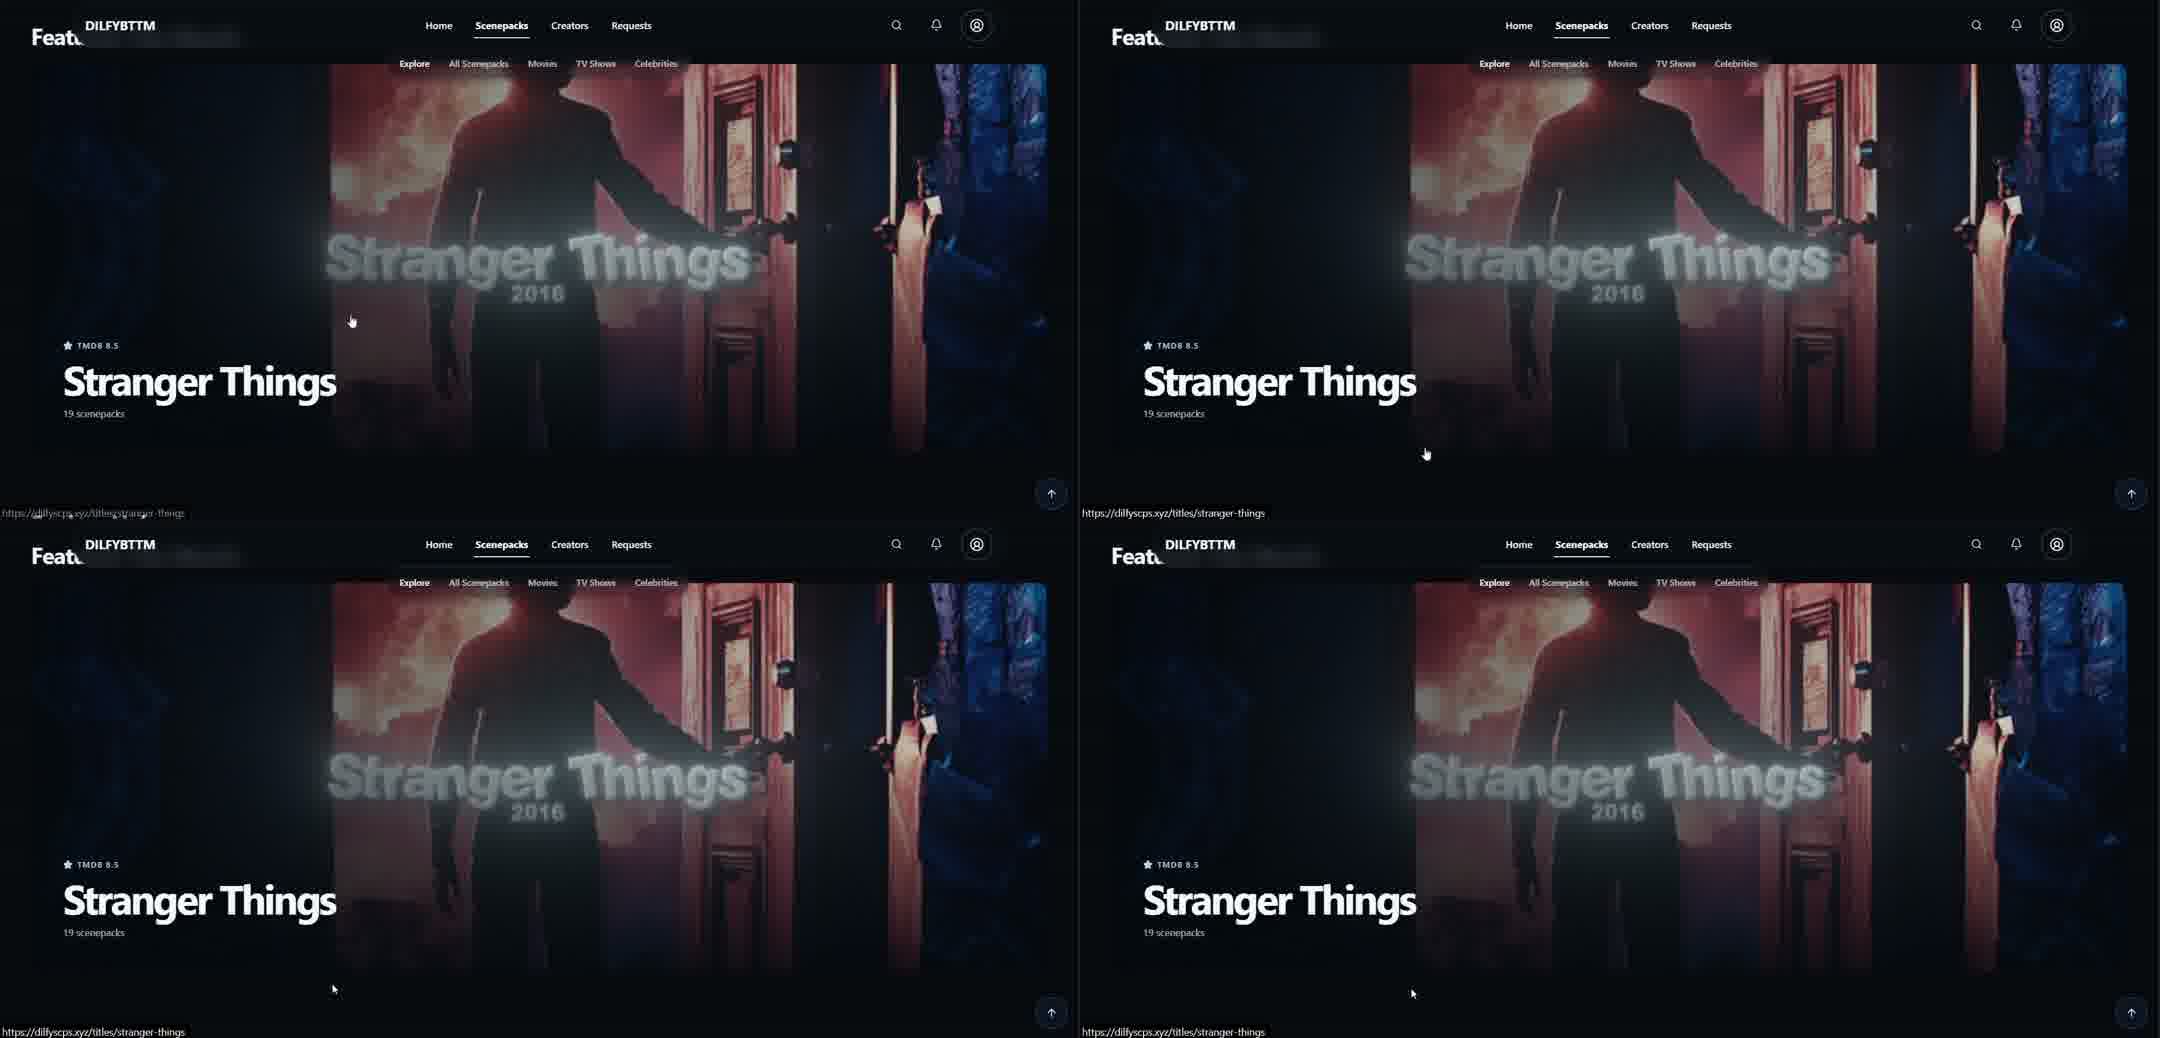 DILFYBTTM Home Scenepacks Creators Requests
Featu
Explore All Scenepacks Movies TV Shows Celebrities
Stranger Things
2016
TMDB 8.5
Stranger Things
19 scenepacks
https://dilfyscps.xyz/titles/stranger-things
DILFYBTTM Home Scenepacks Creators Requests
Featu
Explore All Scenepacks Movies TV Shows Celebrities
Stranger Things
2016
TMDB 8.5
Stranger Things
19 scenepacks
https://dilfyscps.xyz/titles/stranger-things
DILFYBTTM Home Scenepacks Creators Requests
Featu
Explore All Scenepacks Movies TV Shows Celebrities
Stranger Things
2016
TMDB 8.5
Stranger Things
19 scenepacks
https://dilfyscps.xyz/titles/stranger-things
DILFYBTTM Home Scenepacks Creators Requests
Featu
Explore All Scenepacks Movies TV Shows Celebrities
Stranger Things
2016
TMDB 8.5
Stranger Things
19 scenepacks
https://dilfyscps.xyz/titles/stranger-things